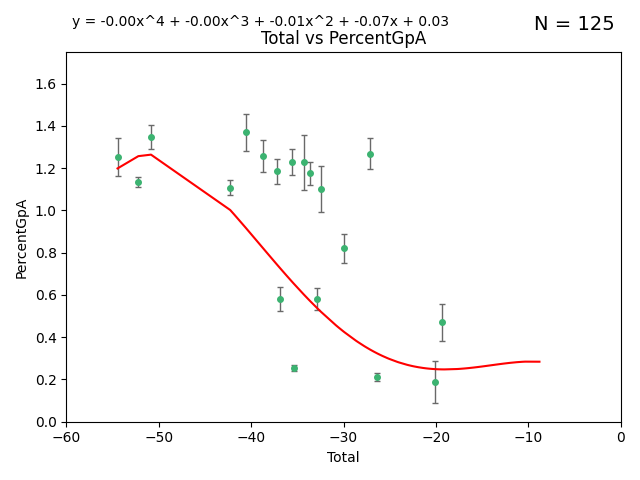 y = -0.00x^4 + -0.00x^3 + -0.01x^2 + -0.07x + 0.03
N = 125
Total vs PercentGpA
1.6
1.4
1.2
1.0
0.8
0.6
0.4
0.2
0.0
PercentGpA
−60 −50 −40 −30 −20 −10 0
Total